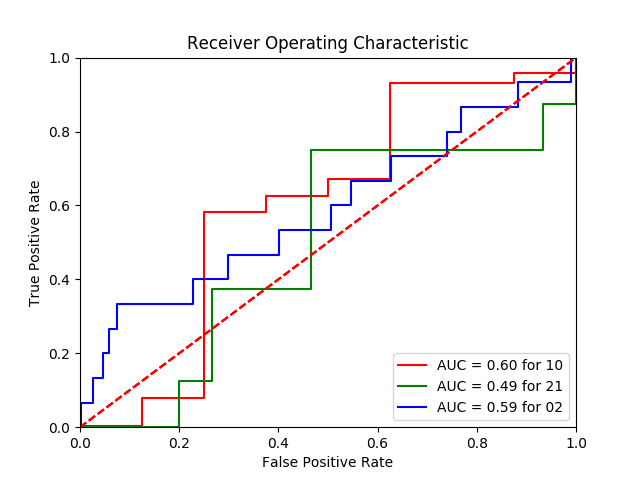 Receiver Operating Characteristic
1.0
0.8
0.6
0.4
0.2
0.0
True Positive Rate
AUC = 0.60 for 10
AUC = 0.49 for 21
AUC = 0.59 for 02
0.0 0.2 0.4 0.6 0.8 1.0
False Positive Rate